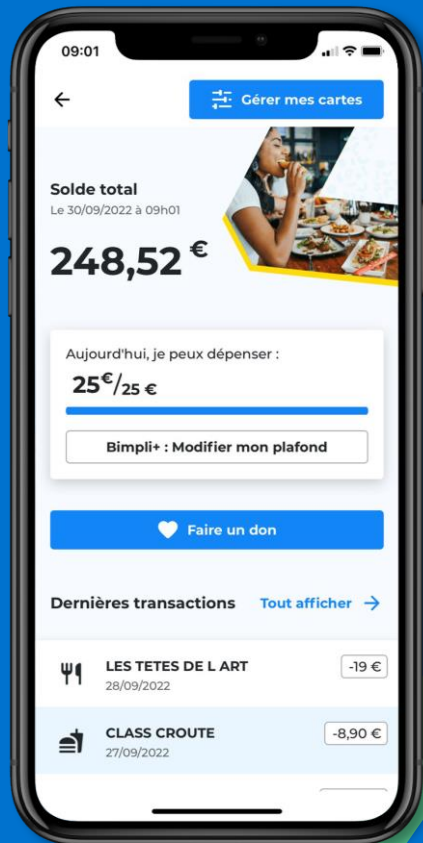 09:01
Gérer mes cartes
Solde total
Le 30/09/2022 à 09h01
248,52 €
Aujourd'hui, je peux dépenser :
25€/25 €
Bimpli+ : Modifier mon plafond
Faire un don
Dernières transactions Tout afficher
LES TETES DE L ART -19 €
28/09/2022
CLASS CROUTE -8,90 €
27/09/2022